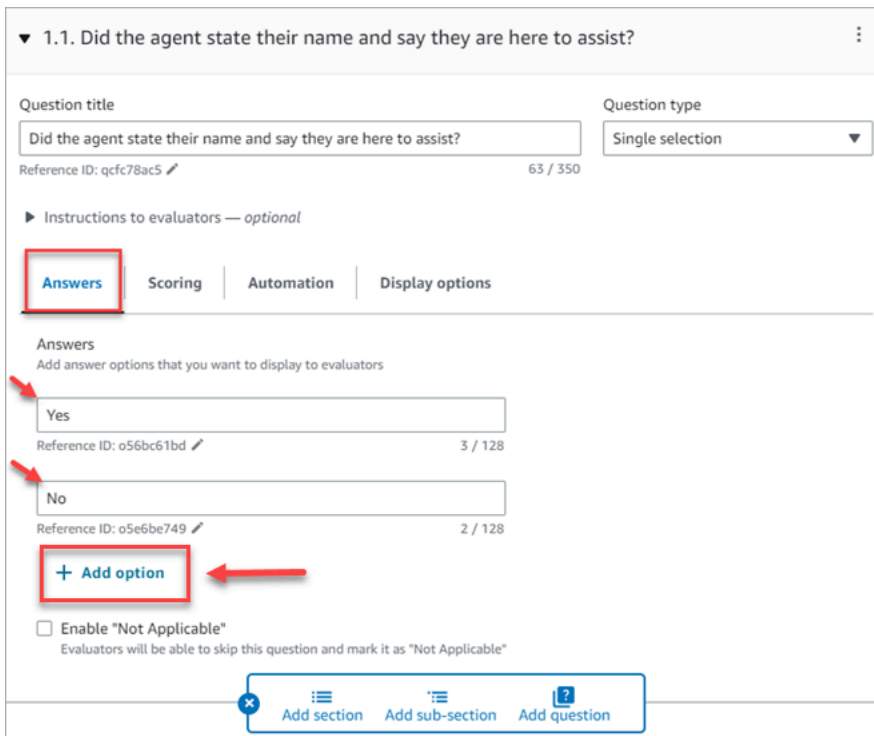 ▼ 1.1. Did the agent state their name and say they are here to assist?
Question title
Question type
Did the agent state their name and say they are here to assist?
Single selection
Reference ID: qcfc78ac5
63 / 350
Instructions to evaluators — optional
Answers
Scoring
Automation
Display options
Answers
Add answer options that you want to display to evaluators
Yes
Reference ID: o56bc61bd
3 / 128
No
Reference ID: o5e6be749
2 / 128
+ Add option
Enable "Not Applicable"
Evaluators will be able to skip this question and mark it as "Not Applicable"
Add section
Add sub-section
Add question